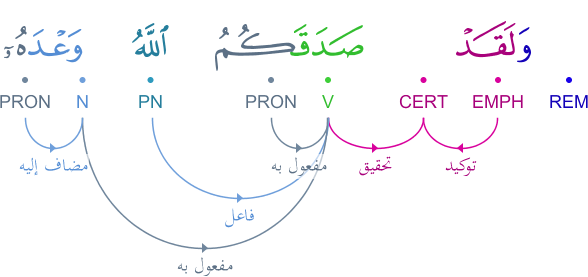 وَلَقَدْ صَدَقَكُمُ ٱللَّهُ وَعْدَهُۥٓ
REM EMPH CERT V PRON PN N PRON
توكيد تحقيق مفعول به مضاف إليه
فاعل
مفعول به